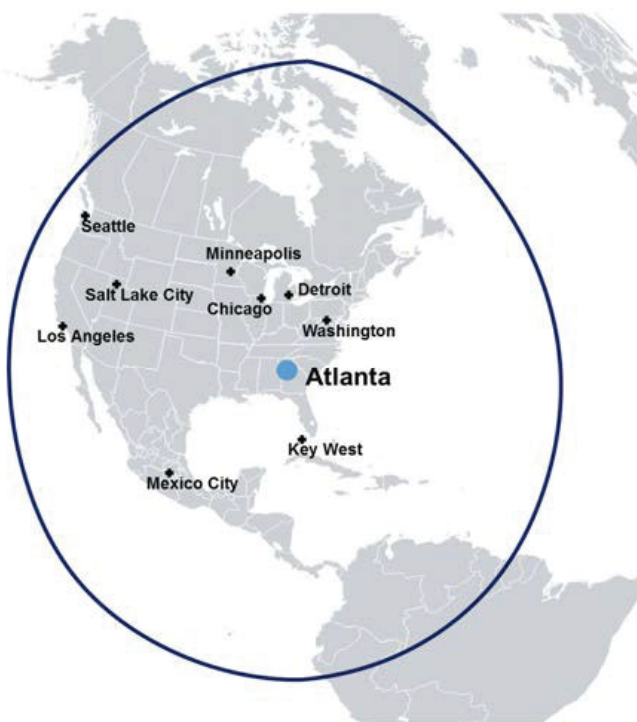 Seattle
Minneapolis
Salt Lake City
Detroit
Chicago
Los Angeles
Washington
Atlanta
Key West
Mexico City